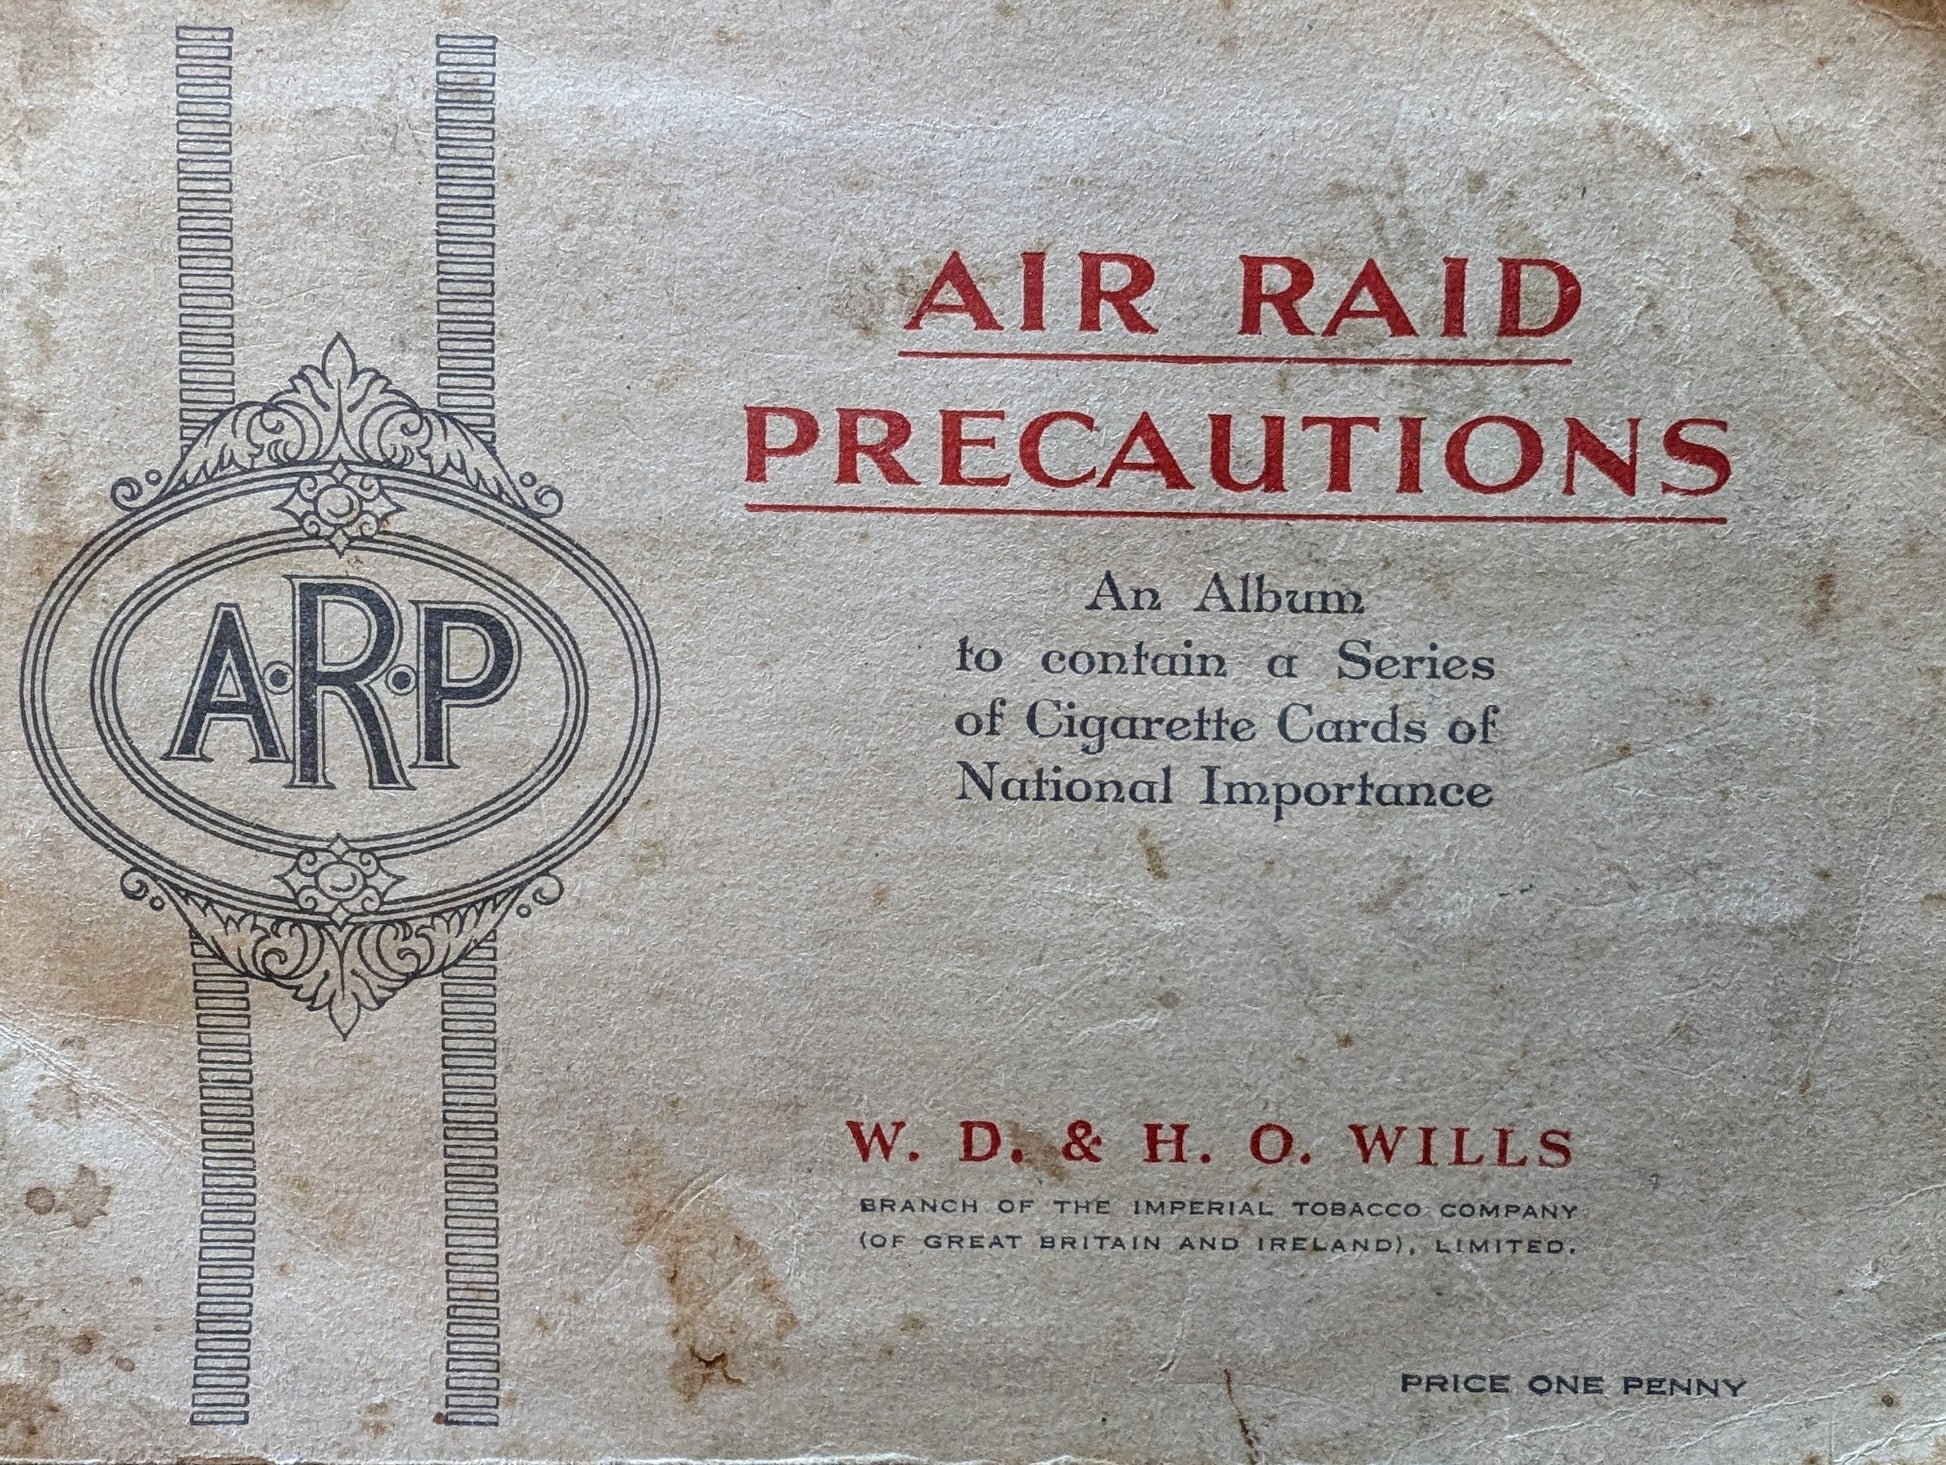 A·R·P
AIR RAID
PRECAUTIONS
An Album
to contain a Series
of Cigarette Cards of
National Importance
W. D. & H. O. WILLS
BRANCH OF THE IMPERIAL TOBACCO COMPANY
(OF GREAT BRITAIN AND IRELAND), LIMITED.
PRICE ONE PENNY